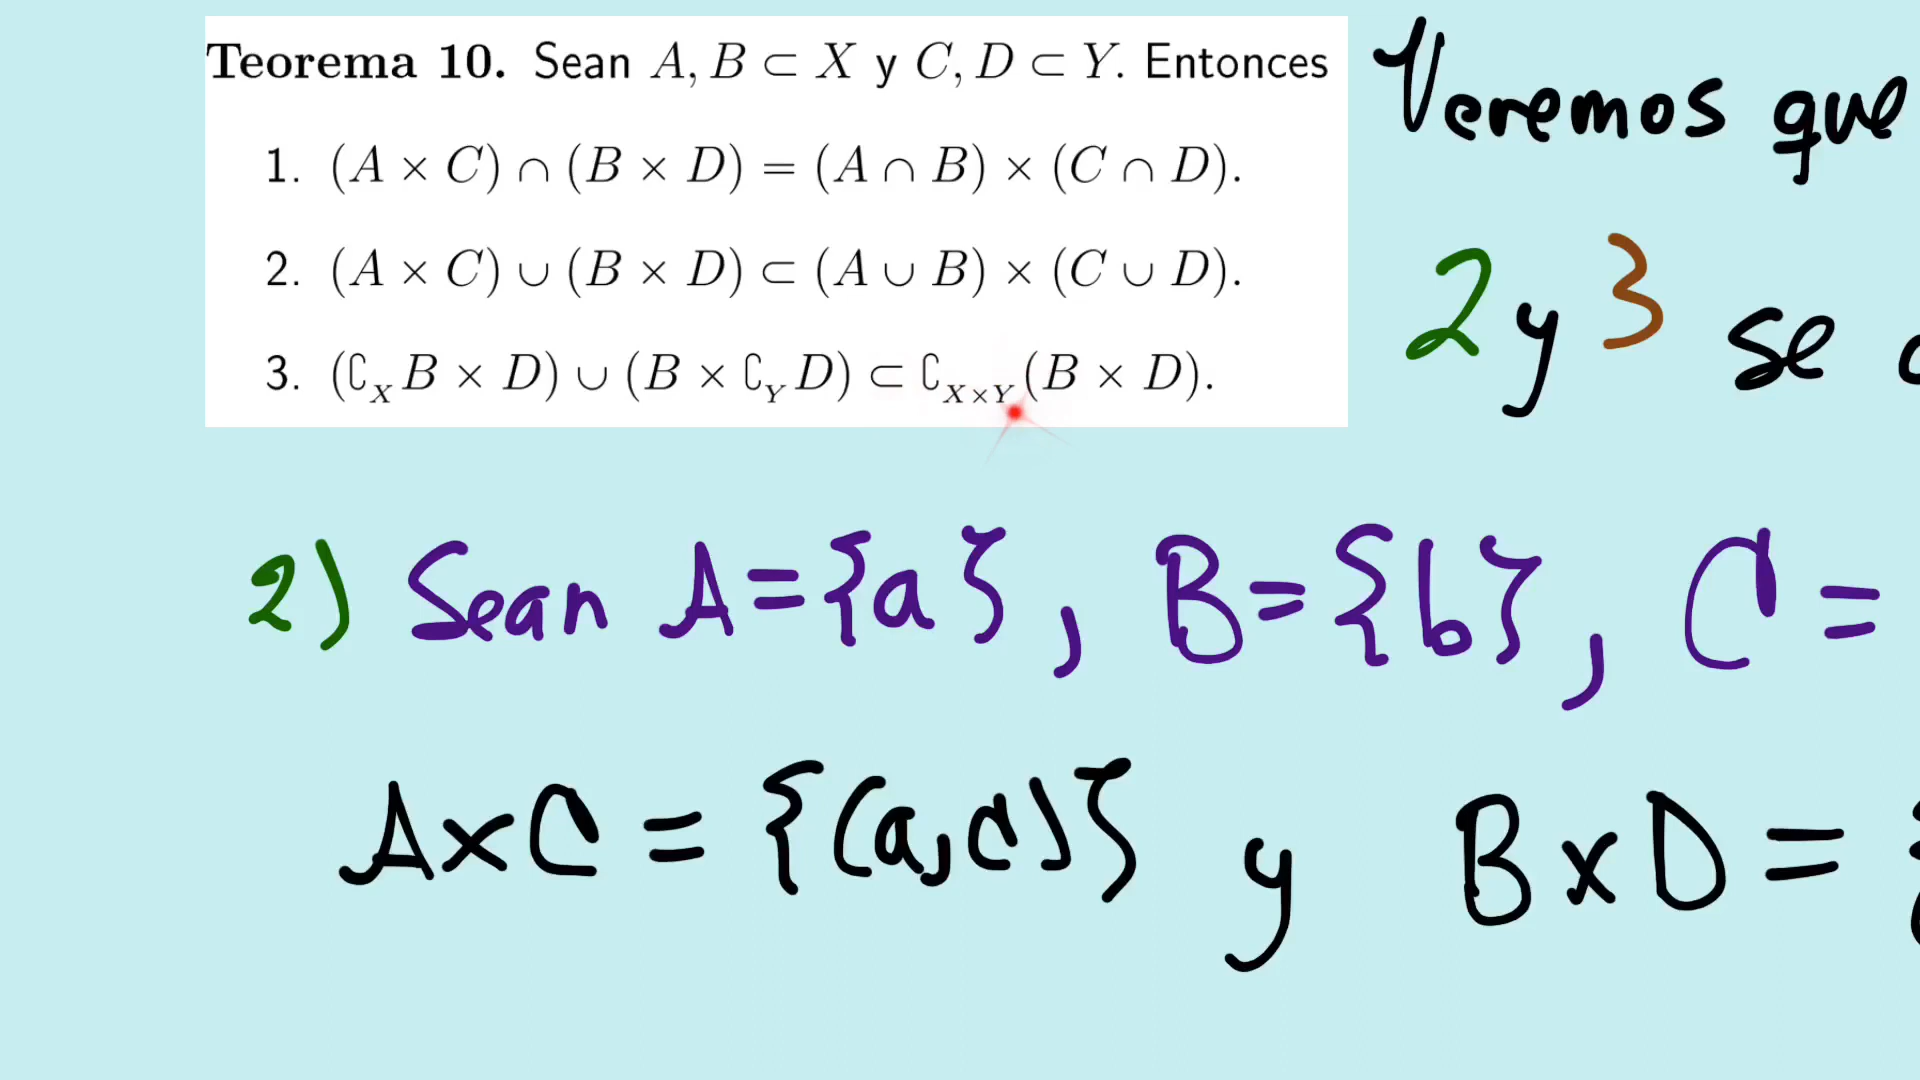 Teorema 10. Sean A, B ⊂ X y C, D ⊂ Y. Entonces
1. (A × C) ∩ (B × D) = (A ∩ B) × (C ∩ D).
2. (A × C) ∪ (B × D) ⊂ (A ∪ B) × (C ∪ D).
3. (∁_X B × D) ∪ (B × ∁_Y D) ⊂ ∁_{X×Y}(B × D).
Veremos que
2 y 3 se
2) Sean A={a}, B={b}, C=
A×C = {(a,c)} y B×D = {